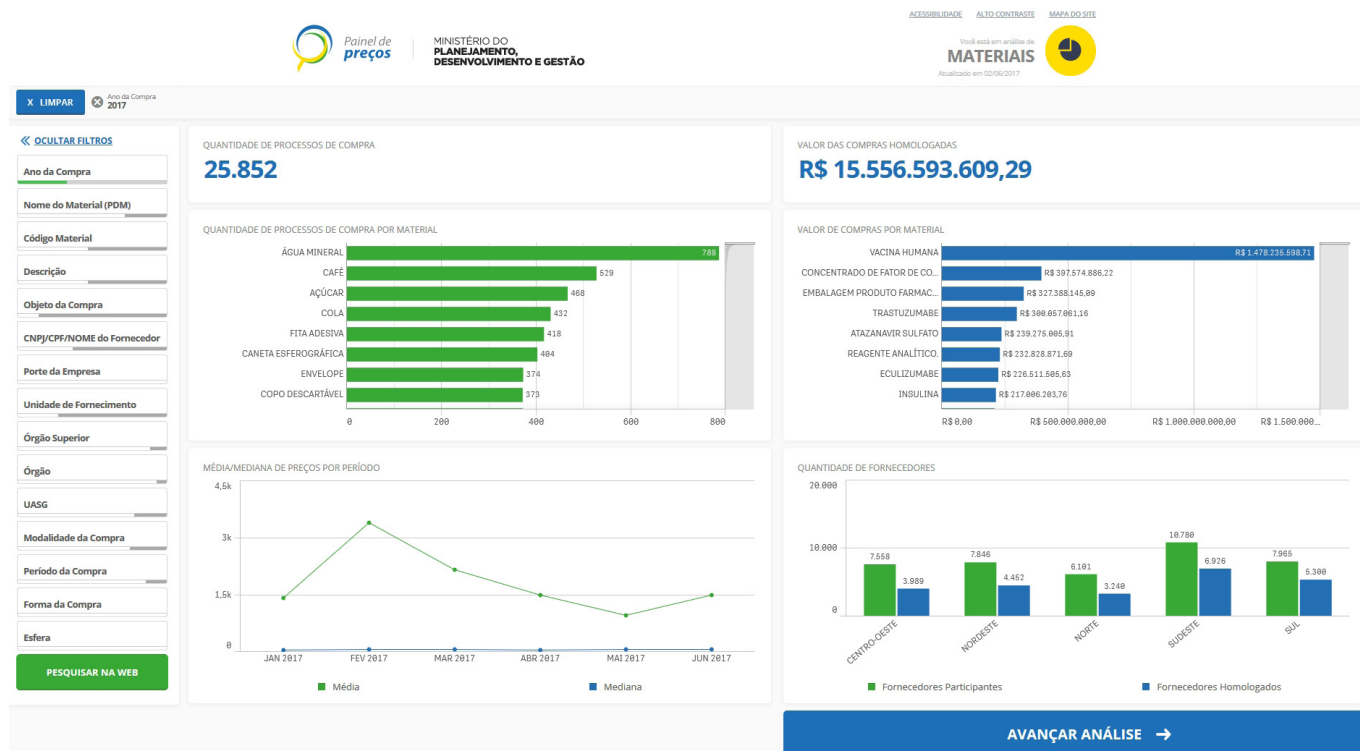 ACESSIBILIDADE ALTO CONTRASTE MAPA DO SITE
Painel de
preços
MINISTÉRIO DO
PLANEJAMENTO,
DESENVOLVIMENTO E GESTÃO
Você está em análise de
MATERIAIS
Atualizado em 02/06/2017
X LIMPAR
Ano da Compra
2017
OCULTAR FILTROS
Ano da Compra
Nome do Material (PDM)
Código Material
Descrição
Objeto da Compra
CNPJ/CPF/NOME do Fornecedor
Porte da Empresa
Unidade de Fornecimento
Órgão Superior
Órgão
UASG
Modalidade da Compra
Período da Compra
Forma da Compra
Esfera
PESQUISAR NA WEB
QUANTIDADE DE PROCESSOS DE COMPRA
25.852
VALOR DAS COMPRAS HOMOLOGADAS
R$ 15.556.593.609,29
QUANTIDADE DE PROCESSOS DE COMPRA POR MATERIAL
ÁGUA MINERAL 788
CAFÉ 529
AÇÚCAR 468
COLA 432
FITA ADESIVA 418
CANETA ESFEROGRÁFICA 404
ENVELOPE 374
COPO DESCARTÁVEL 373
0 200 400 600 800
VALOR DE COMPRAS POR MATERIAL
VACINA HUMANA R$ 1.478.235.598,71
CONCENTRADO DE FATOR DE CO... R$ 397.574.886,22
EMBALAGEM PRODUTO FARMAC... R$ 327.388.145,09
TRASTUZUMABE R$ 300.057.061,16
ATAZANAVIR SULFATO R$ 239.275.005,91
REAGENTE ANALÍTICO. R$ 232.828.871,69
ECULIZUMABE R$ 226.511.505,63
INSULINA R$ 217.006.203,76
R$ 0,00 R$ 500.000.000,00 R$ 1.000.000.000,00 R$ 1.500.000...
MÉDIA/MEDIANA DE PREÇOS POR PERÍODO
4,5k
3k
1,5k
0
JAN 2017 FEV 2017 MAR 2017 ABR 2017 MAI 2017 JUN 2017
Média Mediana
QUANTIDADE DE FORNECEDORES
20.000
10.000
0
7.558 3.989 7.846 4.452 6.101 3.240 10.780 6.926 7.965 5.300
CENTRO-OESTE NORDESTE NORTE SUDESTE SUL
Fornecedores Participantes Fornecedores Homologados
AVANÇAR ANÁLISE